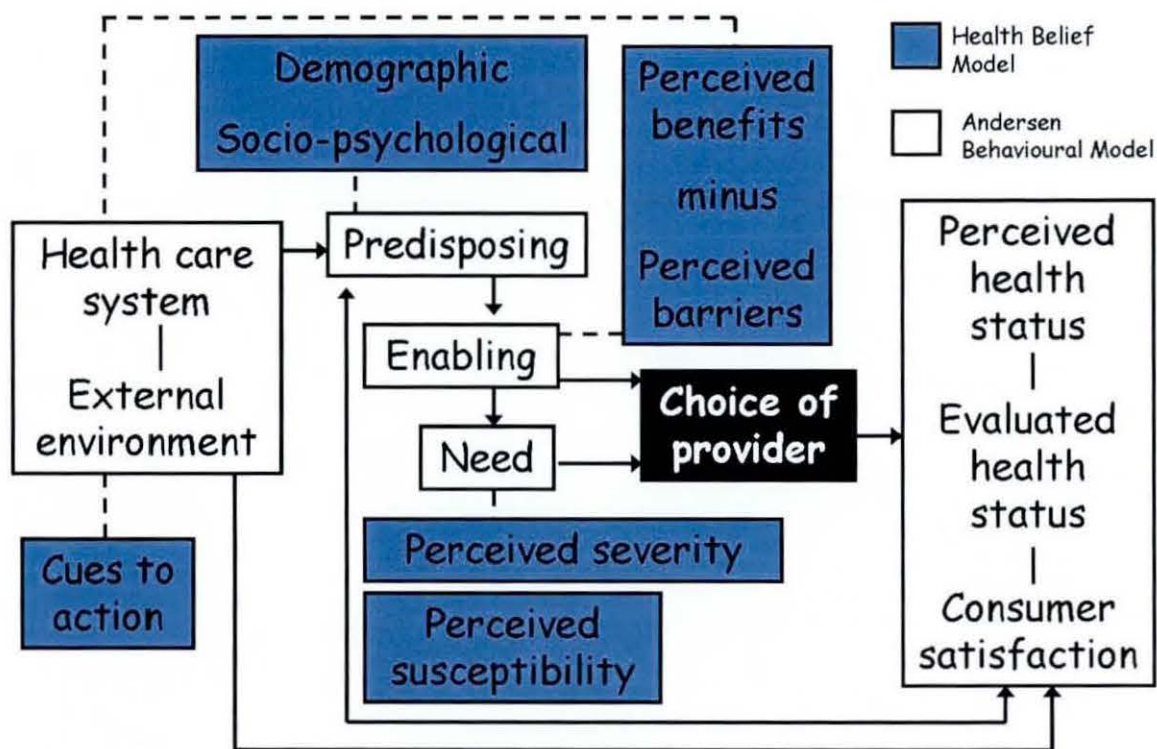 Demographic
Socio-psychological
Perceived
benefits
minus
Perceived
barriers
Health Belief
Model
Andersen
Behavioural Model
Health care
system
External
environment
Predisposing
Enabling
Need
Choice of
provider
Perceived
health
status
Evaluated
health
status
Consumer
satisfaction
Cues to
action
Perceived severity
Perceived
susceptibility